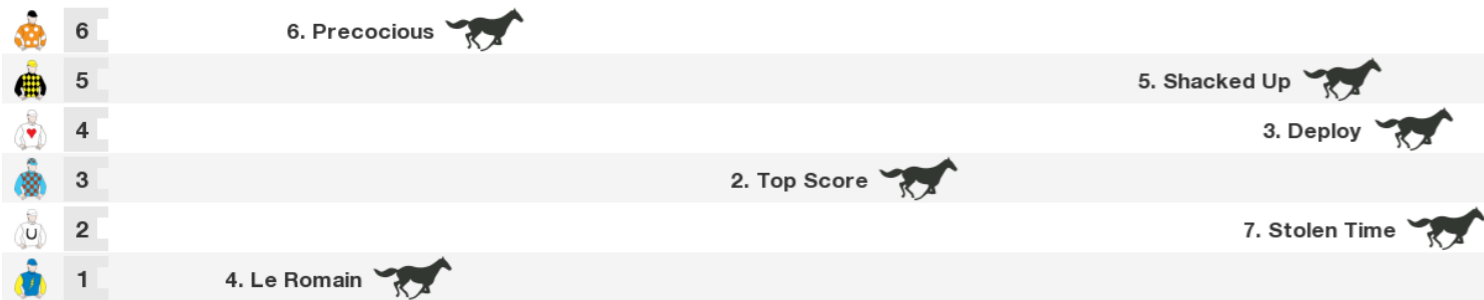 6 6. Precocious
5 5. Shacked Up
4 3. Deploy
3 2. Top Score
U 2 7. Stolen Time
1 4. Le Romain